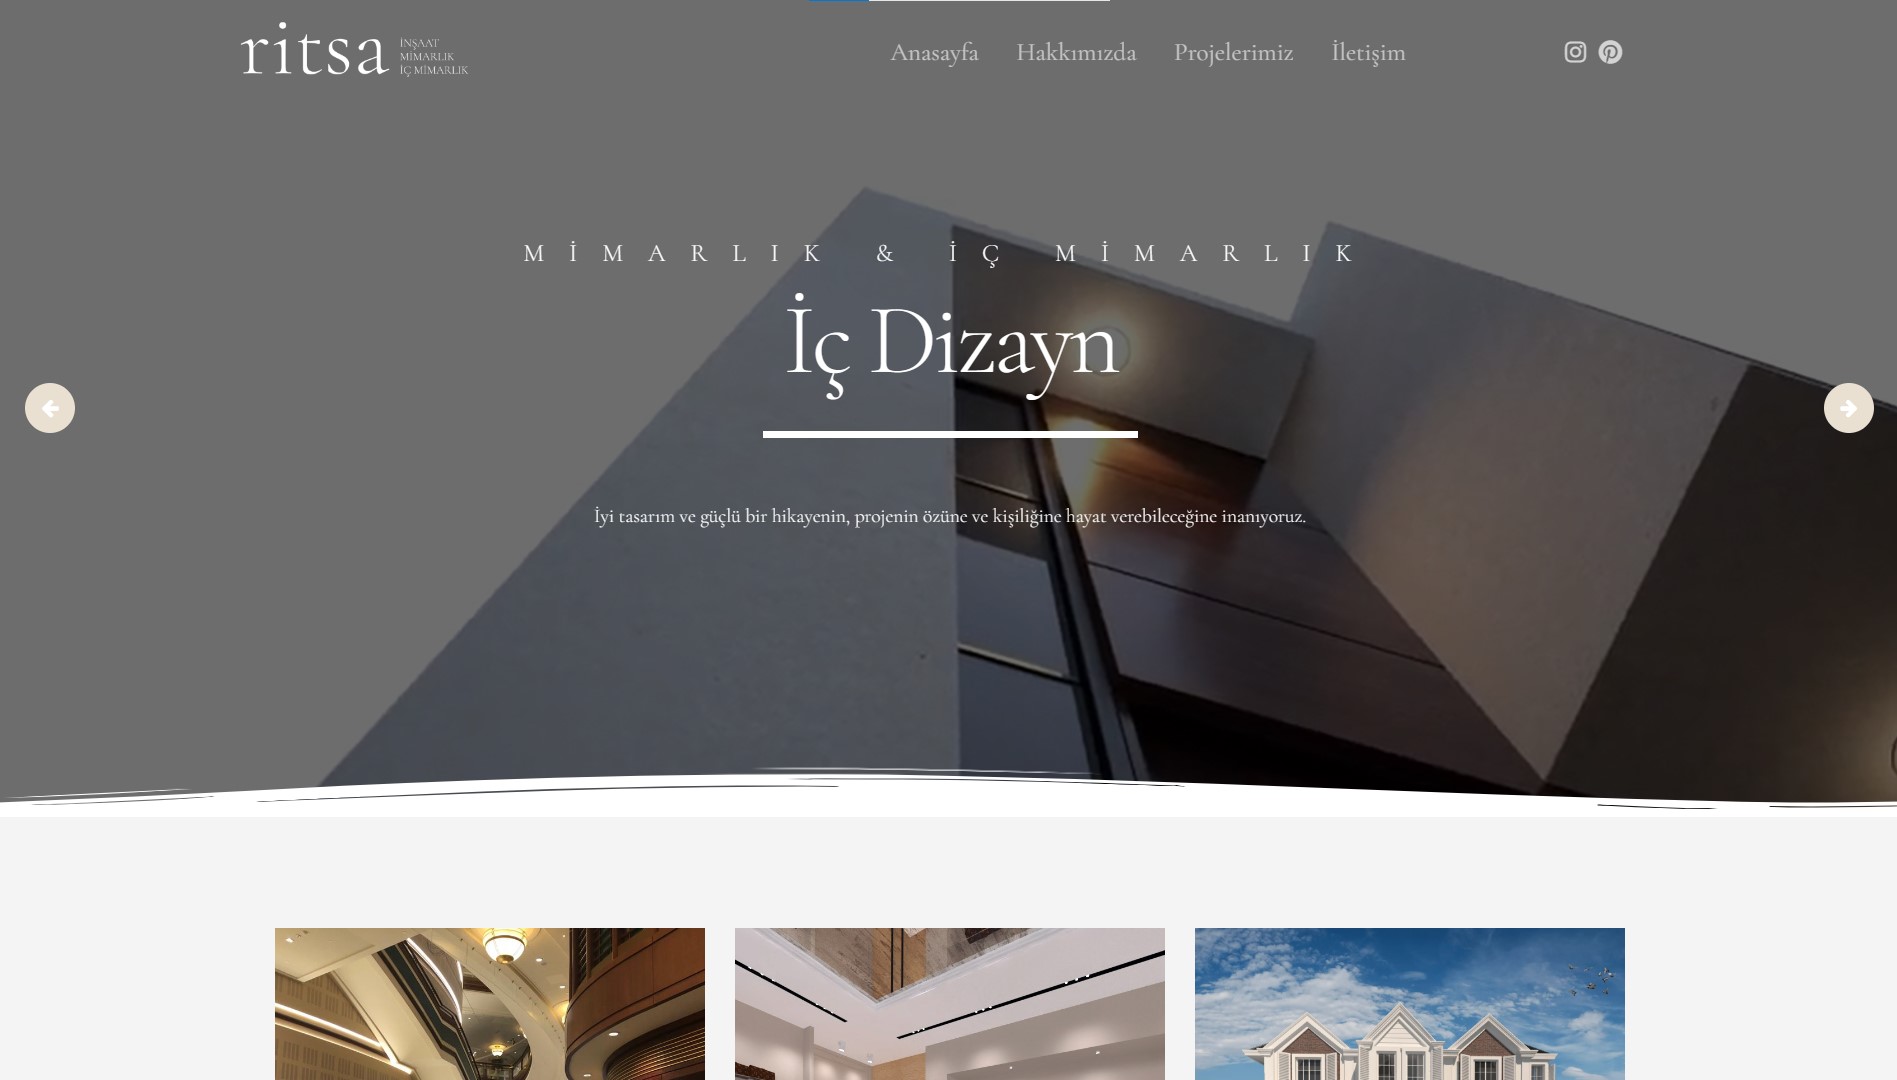 ritsa
İNŞAAT
MİMARLIK
İÇ MİMARLIK
Anasayfa Hakkımızda Projelerimiz İletişim
MİMARLIK & İÇ MİMARLIK
İç Dizayn
İyi tasarım ve güçlü bir hikayenin, projenin özüne ve kişiliğine hayat verebileceğine inanıyoruz.